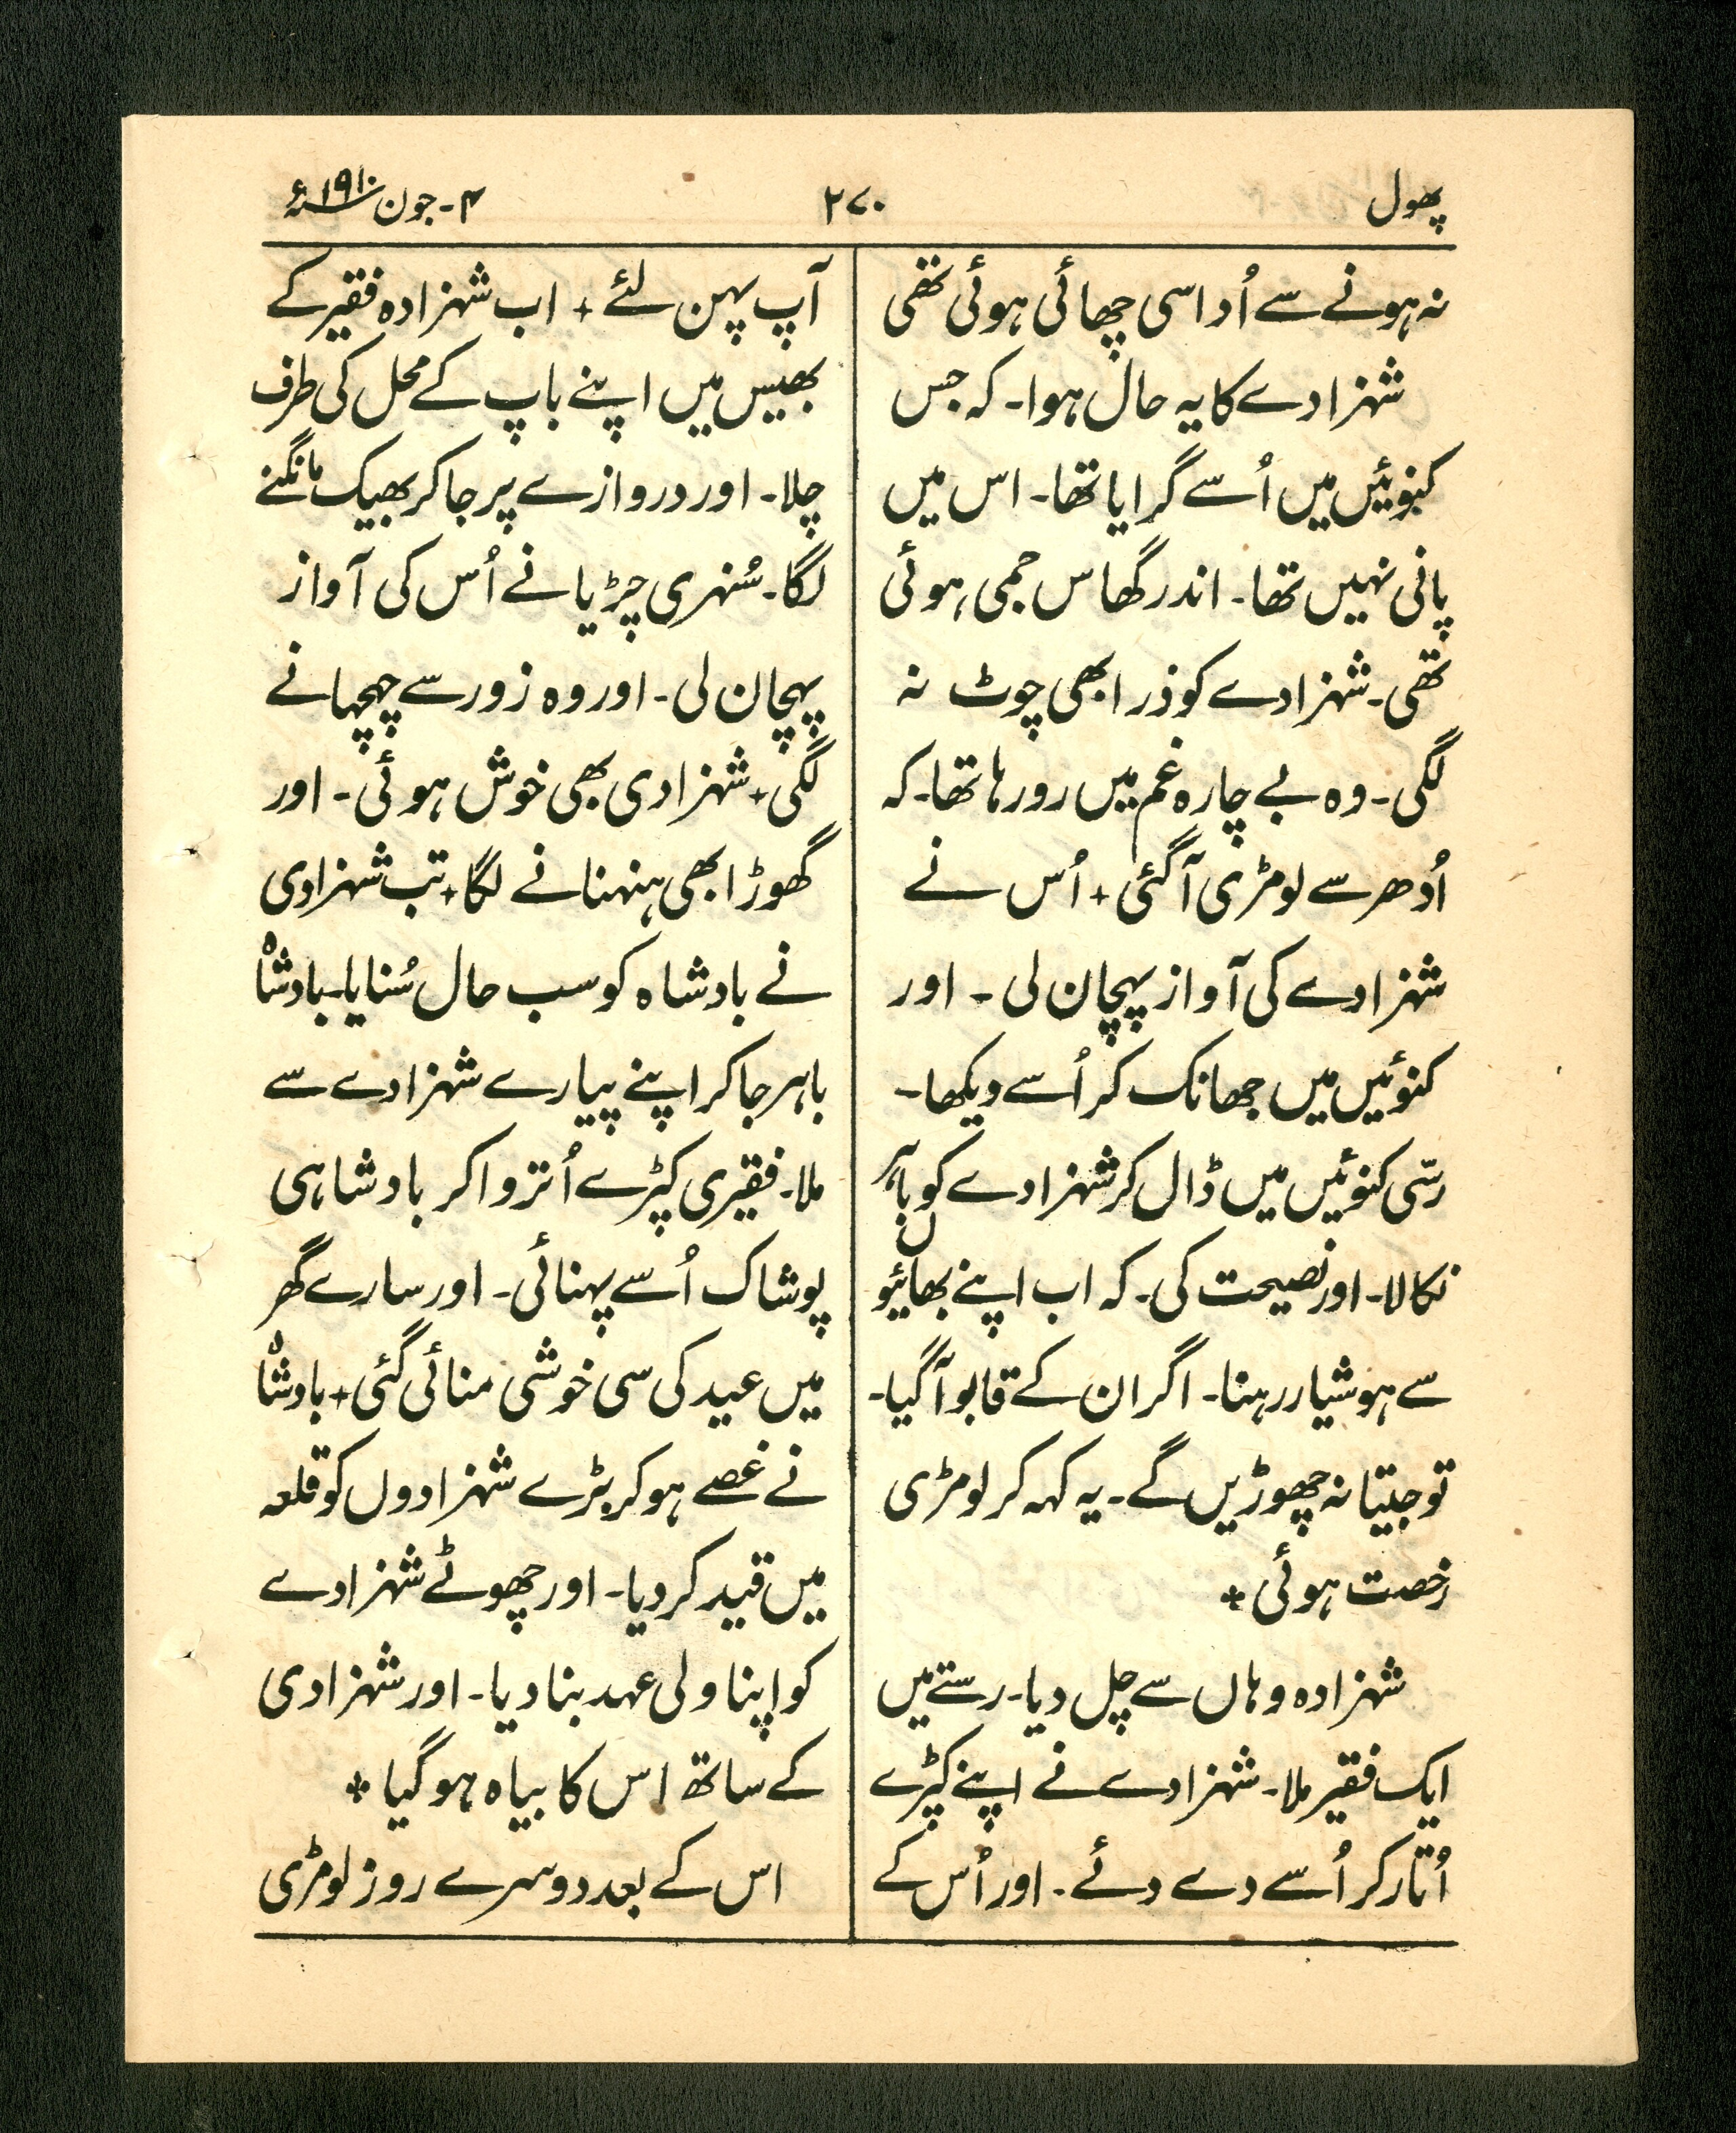 پھول
۲۷۰
۴-جون ۱۹۱۰ء
نہ ہونے سے اُداسی چھائی ہوئی تھی
شہزادے کا یہ حال ہوا۔ کہ جس
کنوئیں میں اُسے گرایا تھا۔ اس میں
پانی نہیں تھا۔ اندر گھاس جمی ہوئی
تھی۔ شہزادے کو ذرا بھی چوٹ نہ
لگی۔ وہ بے چارہ غم میں رو رہا تھا۔ کہ
اُدھر سے لومڑی آگئی + اُس نے
شہزادے کی آواز پہچان لی۔ اور
کنوئیں میں جھانک کر اُسے دیکھا۔
رسّی کنوئیں میں ڈال کر شہزادے کو باہر
نکالا۔ اور نصیحت کی۔ کہ اب اپنے بھائیوں
سے ہوشیار رہنا۔ اگر ان کے قابو آگیا۔
تو جیتا نہ چھوڑیں گے۔ یہ کہہ کر لومڑی
رخصت ہوئی +
شہزادہ وہاں سے چل دیا۔ رستے میں
ایک فقیر ملا۔ شہزادے نے اپنے کپڑے
اُتار کر اُسے دے دئے۔ اور اُس کے
آپ پہن لئے + اب شہزادہ فقیر کے
بھیس میں اپنے باپ کے محل کی طرف
چلا۔ اور دروازے پر جا کر بھیک مانگنے
لگا۔ سُنہری چڑیا نے اُس کی آواز
پہچان لی۔ اور وہ زور سے چہچہانے
لگی + شہزادی بھی خوش ہوئی۔ اور
گھوڑا بھی ہنہنانے لگا + تب شہزادی
نے بادشاہ کو سب حال سُنایا۔ بادشاہ
باہر جا کر اپنے پیارے شہزادے سے
ملا۔ فقیری کپڑے اُتروا کر بادشاہی
پوشاک اُسے پہنائی۔ اور سارے گھر
میں عید کی سی خوشی منائی گئی + بادشاہ
نے غصے ہو کر بڑے شہزادوں کو قلعہ
میں قید کر دیا۔ اور چھوٹے شہزادے
کو اپنا ولی عہد بنا دیا۔ اور شہزادی
کے ساتھ اس کا بیاہ ہو گیا +
اس کے بعد دوسرے روز لومڑی